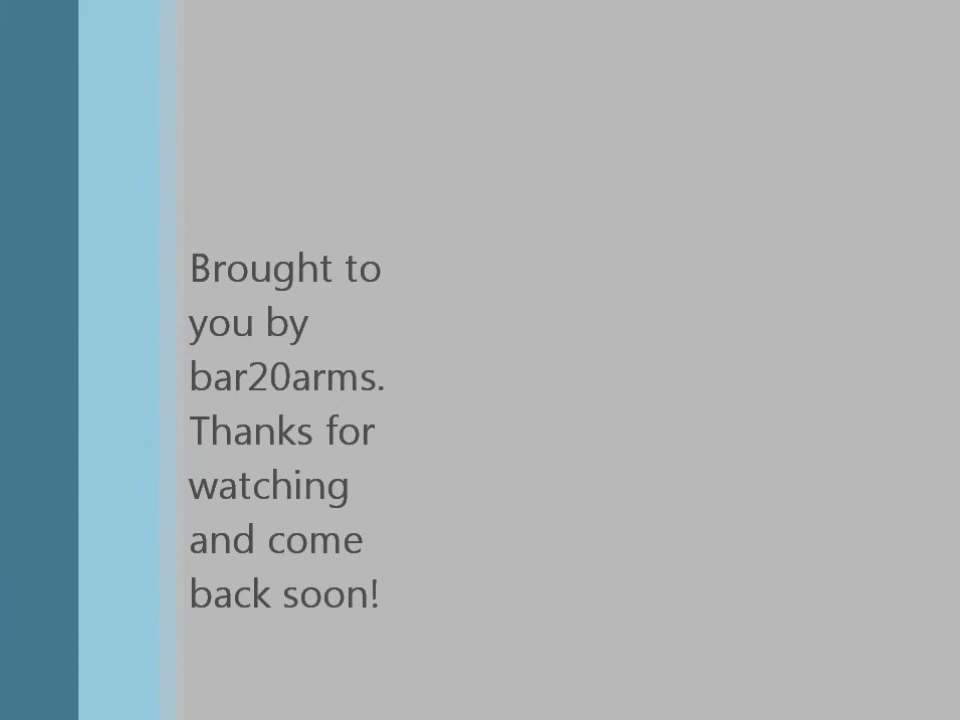 Brought to
you by
bar20arms.
Thanks for
watching
and come
back soon!